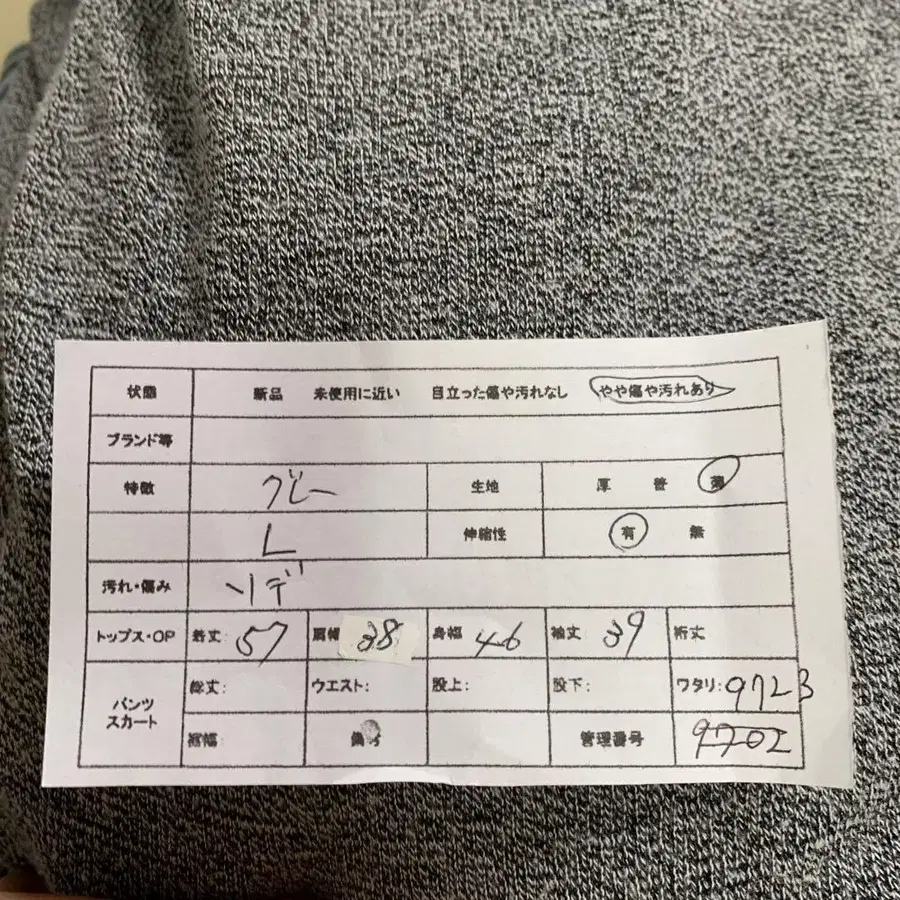 状態 新品 未使用に近い 目立った傷や汚れなし やや傷や汚れあり
ブランド等
特徴 グレー 生地 厚 普 薄
L 伸縮性 有 無
汚れ・傷み ソデ
トップス・OP 着丈: 57 肩幅 38 身幅 46 袖丈: 39 裄丈
パンツ スカート 総丈: ウエスト: 股上: 股下: ワタリ: 9723
裾幅 備考 管理番号 9702